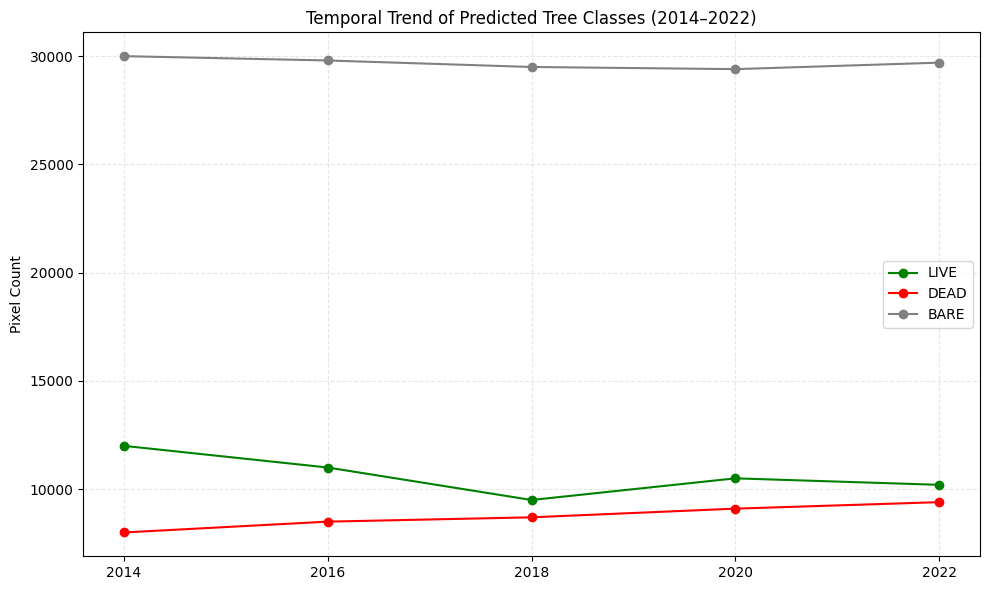 Temporal Trend of Predicted Tree Classes (2014–2022)
Pixel Count
30000
25000
20000
15000
10000
LIVE
DEAD
BARE
2014 2016 2018 2020 2022